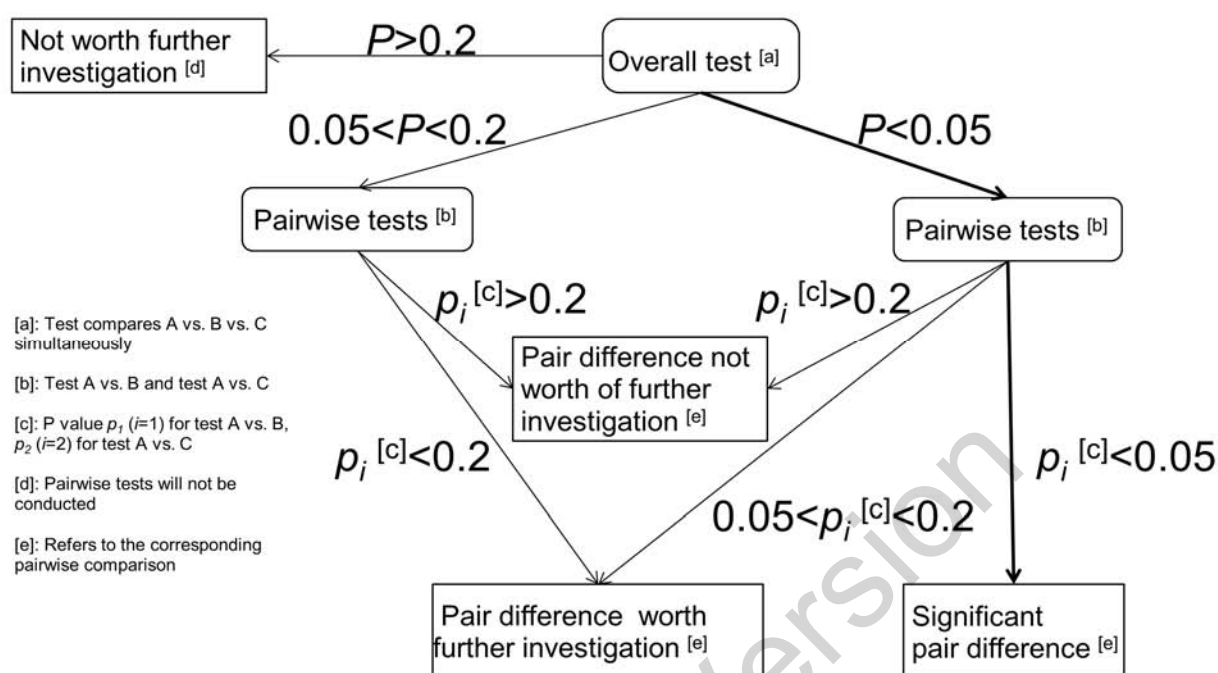 Not worth further
investigation [d]
P>0.2
Overall test [a]
0.05<P<0.2
P<0.05
Pairwise tests [b]
Pairwise tests [b]
pi [c]>0.2
pi [c]>0.2
[a]: Test compares A vs. B vs. C
simultaneously
[b]: Test A vs. B and test A vs. C
[c]: P value p1 (i=1) for test A vs. B,
p2 (i=2) for test A vs. C
[d]: Pairwise tests will not be
conducted
[e]: Refers to the corresponding
pairwise comparison
Pair difference not
worth of further
investigation [e]
pi [c]<0.2
0.05<pi [c]<0.2
pi [c]<0.05
Pair difference worth
further investigation [e]
Significant
pair difference [e]
Version